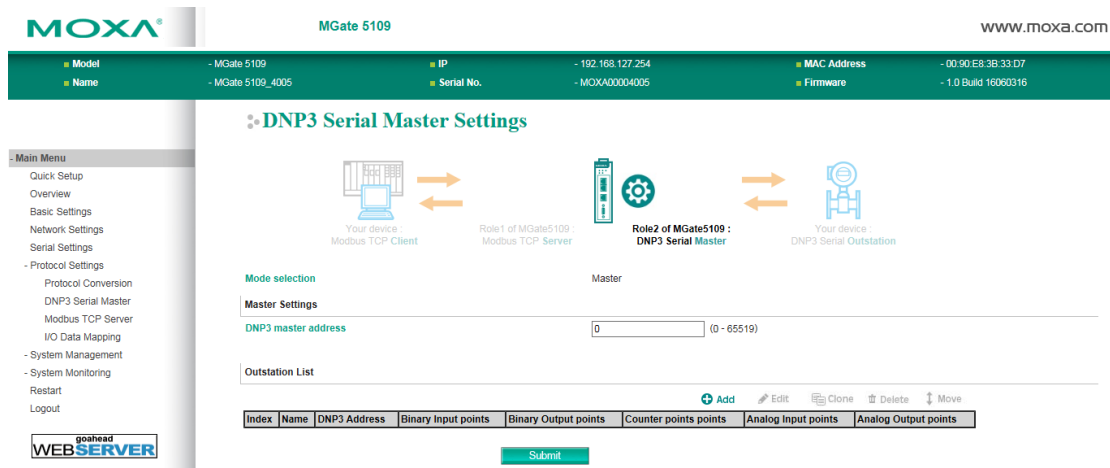 MOXA®
MGate 5109
www.moxa.com
Model - MGate 5109 IP - 192.168.127.254 MAC Address - 00:90:E8:3B:33:D7
Name - MGate 5109_4005 Serial No. - MOXA00004005 Firmware - 1.0 Build 16060316
DNP3 Serial Master Settings
- Main Menu
Quick Setup
Overview
Basic Settings
Network Settings
Serial Settings
- Protocol Settings
Protocol Conversion
DNP3 Serial Master
Modbus TCP Server
I/O Data Mapping
- System Management
- System Monitoring
Restart
Logout
goahead
WEBSERVER
Your device :
Modbus TCP Client
Role1 of MGate5109 :
Modbus TCP Server
Role2 of MGate5109 :
DNP3 Serial Master
Your device :
DNP3 Serial Outstation
Mode selection Master
Master Settings
DNP3 master address 0 (0 - 65519)
Outstation List
Add Edit Clone Delete Move
Index Name DNP3 Address Binary Input points Binary Output points Counter points points Analog Input points Analog Output points
Submit